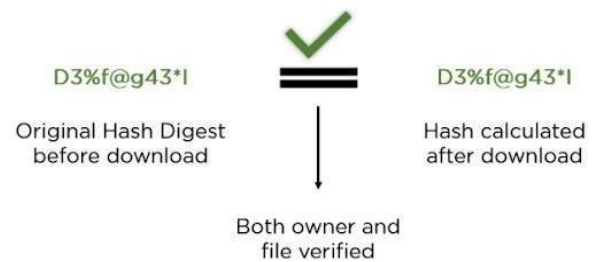 D3%f@g43*I
D3%f@g43*I
Original Hash Digest
before download
Hash calculated
after download
Both owner and
file verified